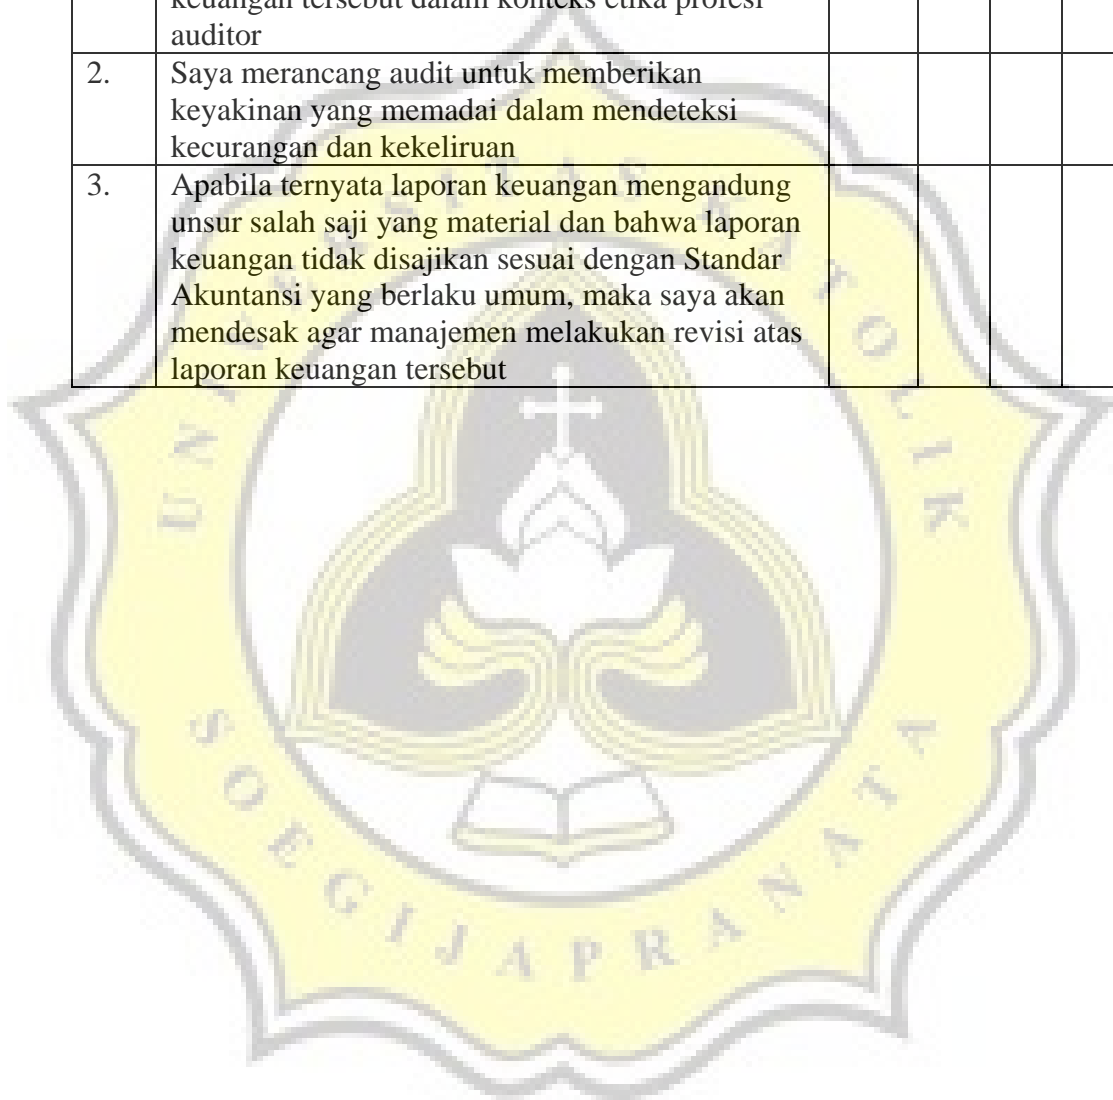 keuangan tersebut dalam konteks etika profesi
auditor
2. Saya merancang audit untuk memberikan
keyakinan yang memadai dalam mendeteksi
kecurangan dan kekeliruan
3. Apabila ternyata laporan keuangan mengandung
unsur salah saji yang material dan bahwa laporan
keuangan tidak disajikan sesuai dengan Standar
Akuntansi yang berlaku umum, maka saya akan
mendesak agar manajemen melakukan revisi atas
laporan keuangan tersebut
UNIVERSITAS KATOLIK
SOEGIJAPRANATA